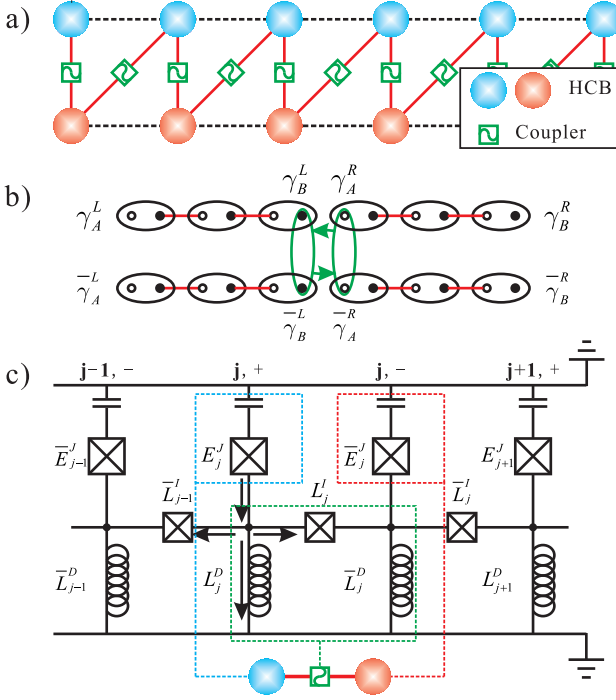 a)
HCB
Coupler
b)
γ_B^L γ_A^R
γ_A^L γ_B^R
γ̄_A^L γ̄_B^R
γ̄_B^L γ̄_A^R
c)
j-1, - j, + j, - j+1, +
Ē_{j-1}^J E_j^J Ē_j^J E_{j+1}^J
L̄_{j-1}^I L_j^I L̄_j^I
L̄_{j-1}^D L_j^D L̄_j^D L_{j+1}^D